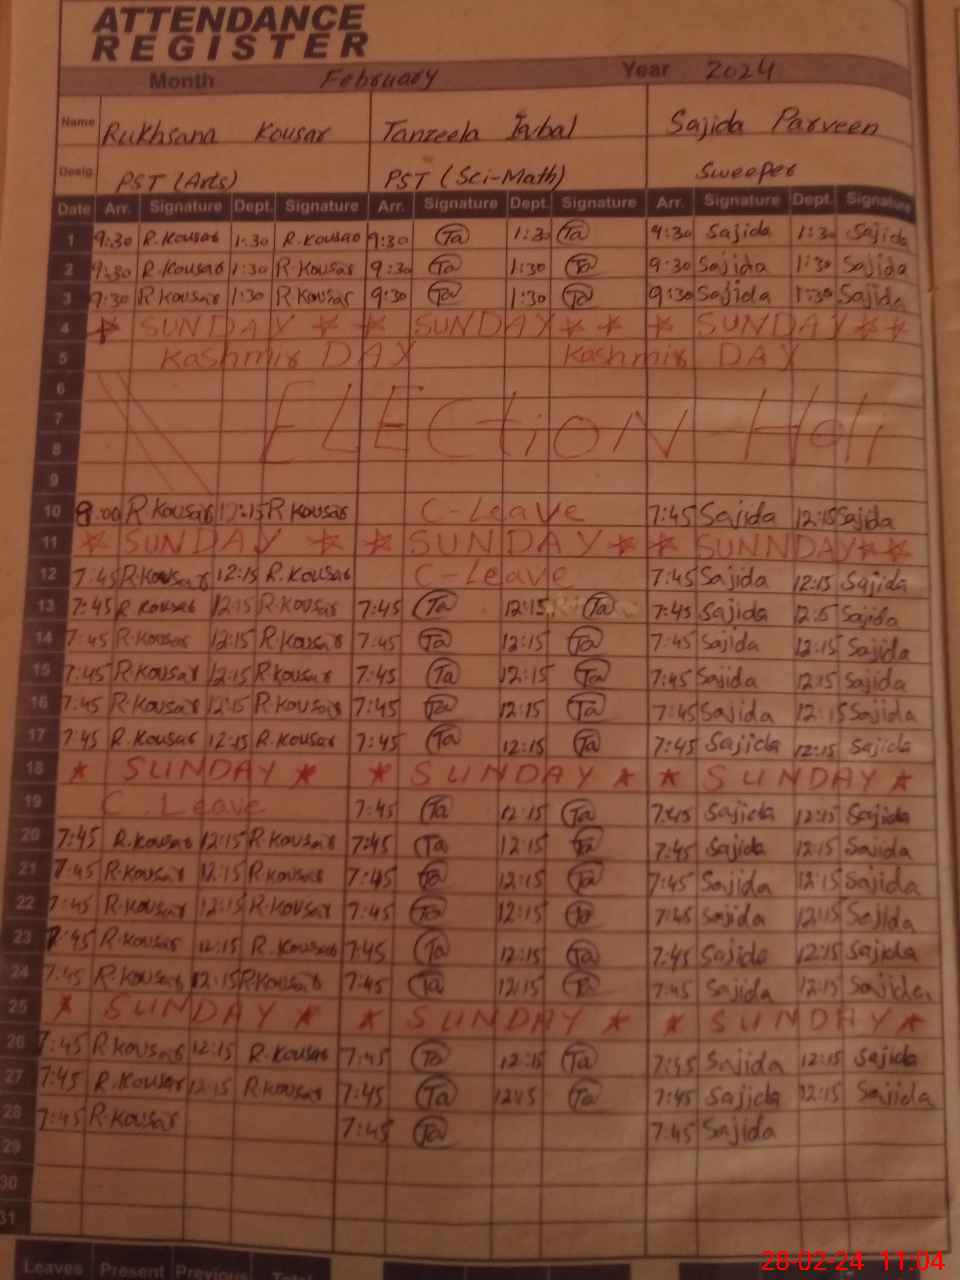 ATTENDANCE
REGISTER
Month February Year 2024
Name Rukhsana Kousar Tanzeela Iqbal Sajida Parveen
Desig. PST (Arts) PST (Sci-Math) Sweeper
Date Arr. Signature Dept. Signature Arr. Signature Dept. Signature Arr. Signature Dept. Signature
1 9:30 R.Kousar 1:30 R.Kousar 9:30 Ta 1:30 Ta 9:30 Sajida 1:30 Sajida
2 9:30 R.Kousar 1:30 R.Kousar 9:30 Ta 1:30 Ta 9:30 Sajida 1:30 Sajida
3 9:30 R.Kousar 1:30 R.Kousar 9:30 Ta 1:30 Ta 9:30 Sajida 1:30 Sajida
4 SUNDAY SUNDAY SUNDAY
5 Kashmir DAY Kashmir DAY
6
7 ELECtiON Holi
8
9
10 8:00 R.Kousar 12:15 R.Kousar C-Leave 7:45 Sajida 12:15 Sajida
11 SUNDAY SUNDAY SUNNDAY
12 7:45 R.Kousar 12:15 R.Kousar C-Leave 7:45 Sajida 12:15 Sajida
13 7:45 R Kousar 12:15 R.Kousar 7:45 Ta 12:15 Ta 7:45 Sajida 12:5 Sajida
14 7:45 R.Kousar 12:15 R.Kousar 7:45 Ta 12:15 Ta 7:45 Sajida 12:15 Sajida
15 7:45 R.Kousar 12:15 R.Kousar 7:45 Ta 12:15 Ta 7:45 Sajida 12:15 Sajida
16 7:45 R.Kousar 12:15 R.Kousar 7:45 Ta 12:15 Ta 7:45 Sajida 12:15 Sajida
17 7:45 R.Kousar 12:15 R.Kousar 7:45 Ta 12:15 Ta 7:45 Sajida 12:15 Sajida
18 SUNDAY SUNDAY SUNDAY
19 C. Leave 7:45 Ta 12:15 Ta 7:45 Sajida 12:15 Sajida
20 7:45 R.Kousar 12:15 R.Kousar 7:45 Ta 12:15 Ta 7:45 Sajida 12:15 Sajida
21 7:45 R.Kousar 12:15 R.Kousar 7:45 Ta 12:15 Ta 7:45 Sajida 12:15 Sajida
22 7:45 R.Kousar 12:15 R.Kousar 7:45 Ta 12:15 Ta 7:45 Sajida 12:15 Sajida
23 7:45 R.Kousar 12:15 R.Kousar 7:45 Ta 12:15 Ta 7:45 Sajida 12:15 Sajida
24 7:45 R.Kousar 12:15 R.Kousar 7:45 Ta 12:15 Ta 7:45 Sajida 12:15 Sajida
25 SUNDAY SUNDAY SUNDAY
26 7:45 R.Kousar 12:15 R.Kousar 7:45 Ta 12:15 Ta 7:45 Sajida 12:15 Sajida
27 7:45 R.Kousar 12:15 R.Kousar 7:45 Ta 12:15 Ta 7:45 Sajida 12:15 Sajida
28 7:45 R.Kousar 7:45 Ta 7:45 Sajida
29
30
31
Leaves Present Previous Total
28-02-24 11:04